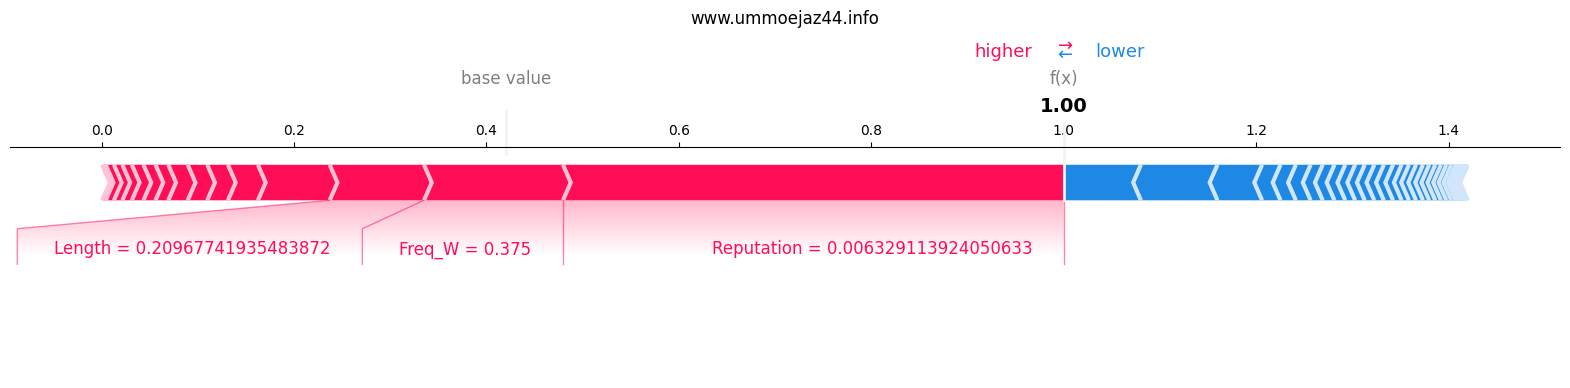 www.ummoejaz44.info
higher ⇄ lower
base value f(x)
1.00
0.0 0.2 0.4 0.6 0.8 1.0 1.2 1.4
Length = 0.20967741935483872 Freq_W = 0.375 Reputation = 0.006329113924050633